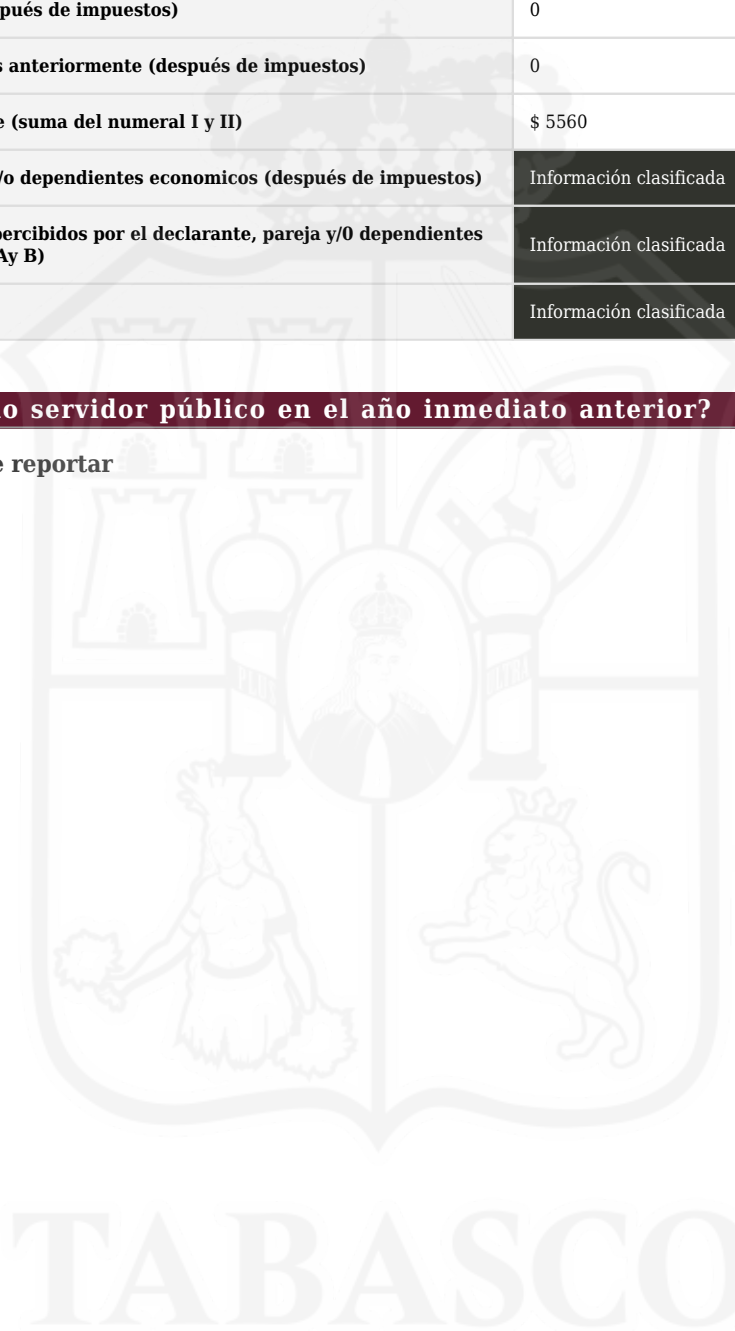 pués de impuestos)
0
s anteriormente (después de impuestos)
0
e (suma del numeral I y II)
$ 5560
/o dependientes economicos (después de impuestos)
Información clasificada
percibidos por el declarante, pareja y/0 dependientes
Ay B)
Información clasificada
Información clasificada
o servidor público en el año inmediato anterior?
e reportar
PLUS
ULTRA
TABASCO